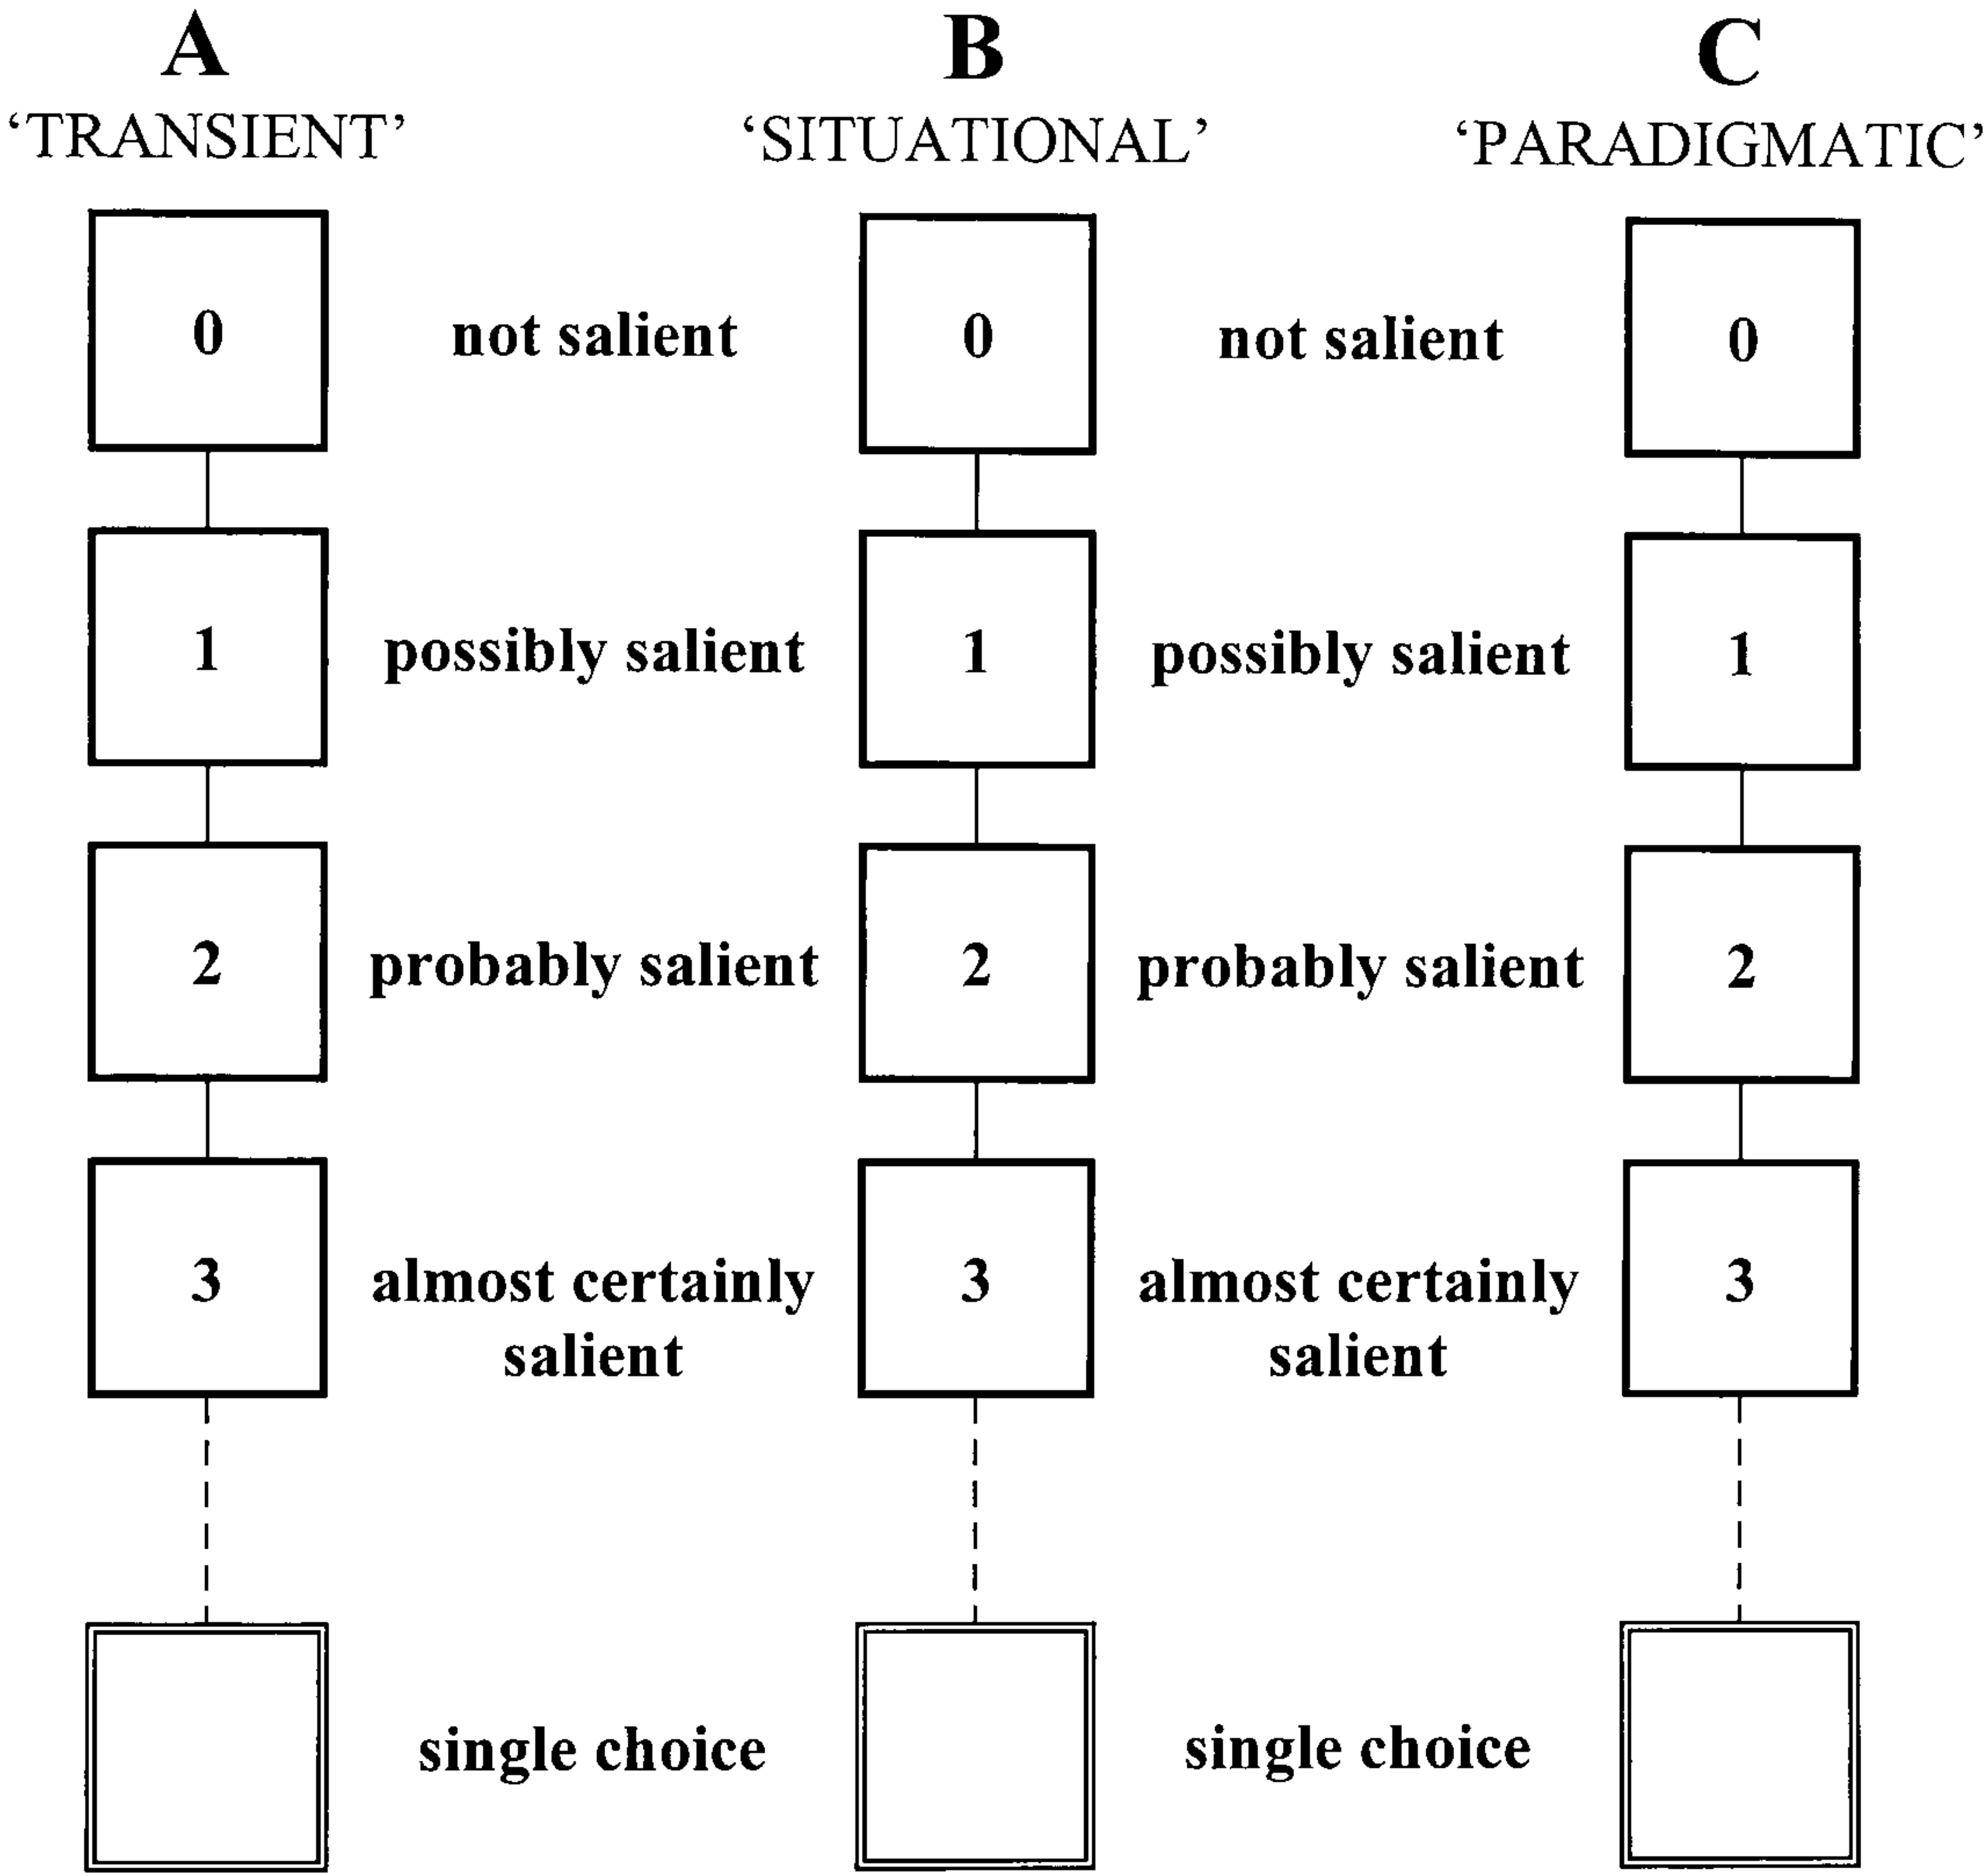 A B C
‘TRANSIENT’ ‘SITUATIONAL’ ‘PARADIGMATIC’
0 not salient 0 not salient 0
1 possibly salient 1 possibly salient 1
2 probably salient 2 probably salient 2
3 almost certainly 3 almost certainly 3
salient salient
single choice single choice